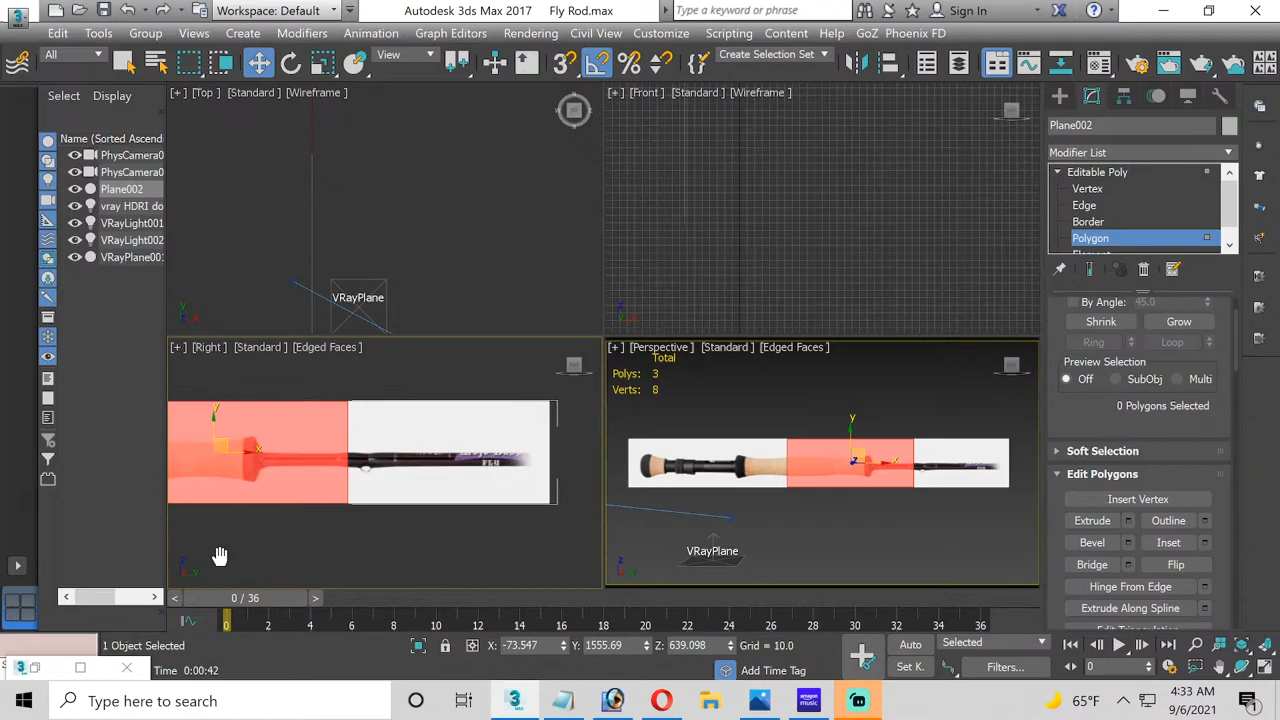 Workspaces: Default
Autodesk 3ds Max 2017
Fly Rod.max
Type a keyword or phrase
Sign In
Edit Tools Group Views Create Modifiers Animation Graph Editors Rendering Civil View Customize Scripting Content Help GoZ Phoenix FD
All
View
Create Selection Set
Select Display
Name (Sorted Ascend
PhysCamera0
PhysCamera0
Plane002
vray HDRI do
VRayLight001
VRayLight002
VRayPlane001
[+] [Top] [Standard] [Wireframe]
VRayPlane
[+] [Front] [Standard] [Wireframe]
[+] [Right] [Standard] [Edged Faces]
FLY
[+] [Perspective] [Standard] [Edged Faces]
Total
Polys: 3
Verts: 8
VRayPlane
Plane002
Modifier List
Editable Poly
Vertex
Edge
Border
Polygon
Element
By Angle: 45.0
Shrink Grow
Ring Loop
Preview Selection
Off SubObj Multi
0 Polygons Selected
Soft Selection
Edit Polygons
Insert Vertex
Extrude Outline
Bevel Inset
Bridge Flip
Hinge From Edge
Extrude Along Spline
Edit Triangulation
0 / 36
0 2 4 6 8 10 12 14 16 18 20 22 24 26 28 30 32 34 36
1 Object Selected
X: -73.547 Y: 1555.69 Z: 639.098 Grid = 10.0
Auto Selected
Time: 0:00:42
Add Time Tag
Set K. Filters...
0
Type here to search
amazon music
65°F
4:33 AM
9/6/2021